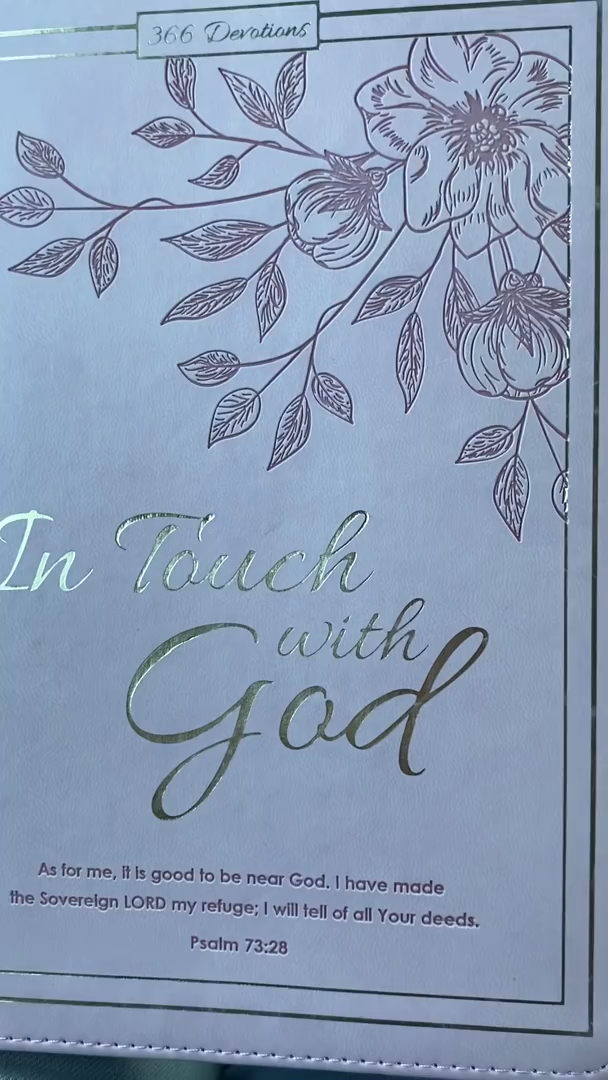 366 Devotions
In Touch
with
God
As for me, it is good to be near God. I have made
the Sovereign LORD my refuge; I will tell of all Your deeds.
Psalm 73:28